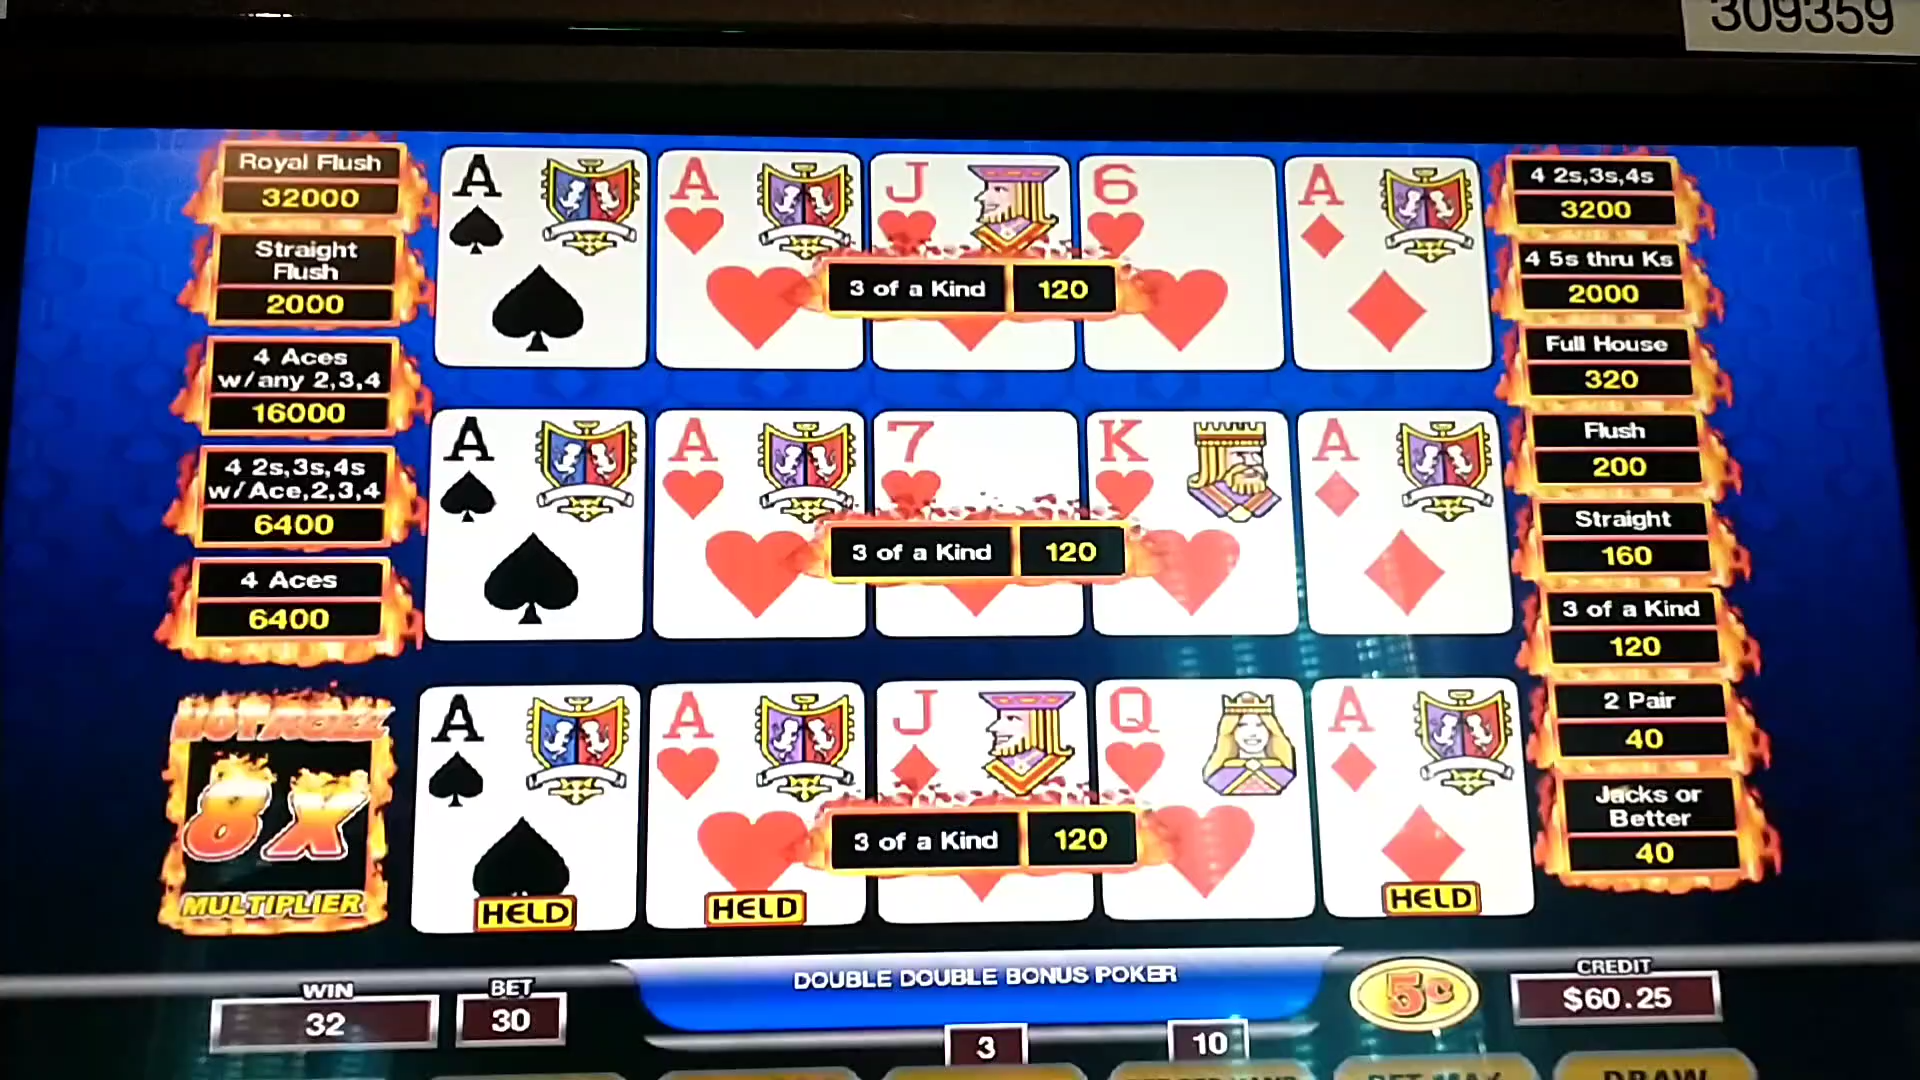 309359
Royal Flush
32000
Straight
Flush
2000
4 Aces
w/any 2,3,4
16000
4 2s,3s,4s
w/Ace,2,3,4
6400
4 Aces
6400
8X
MULTIPLIER
A
A
J
6
A
3 of a Kind 120
A
A
7
K
A
3 of a Kind 120
A
A
J
Q
A
3 of a Kind 120
HELD
HELD
HELD
4 2s,3s,4s
3200
4 5s thru Ks
2000
Full House
320
Flush
200
Straight
160
3 of a Kind
120
2 Pair
40
Jacks or
Better
40
WIN
32
BET
30
DOUBLE DOUBLE BONUS POKER
5¢
CREDIT
$60.25
3
10
BET MAX
DRAW